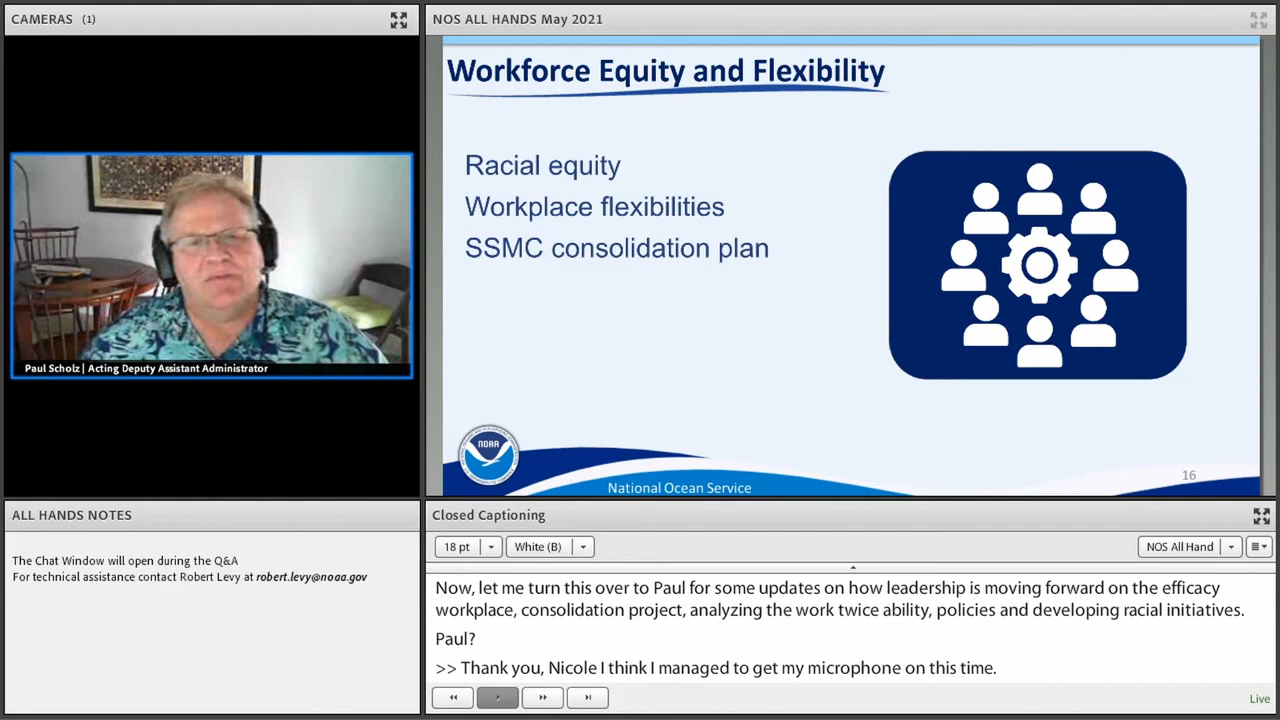 CAMERAS (1)
Paul Scholz | Acting Deputy Assistant Administrator
NOS ALL HANDS May 2021
Workforce Equity and Flexibility
Racial equity
Workplace flexibilities
SSMC consolidation plan
NOAA
National Ocean Service
16
ALL HANDS NOTES
The Chat Window will open during the Q&A
For technical assistance contact Robert Levy at robert.levy@noaa.gov
Closed Captioning
18 pt
White (B)
NOS All Hand
Now, let me turn this over to Paul for some updates on how leadership is moving forward on the efficacy
workplace, consolidation project, analyzing the work twice ability, policies and developing racial initiatives.
Paul?
>> Thank you, Nicole I think I managed to get my microphone on this time.
Live